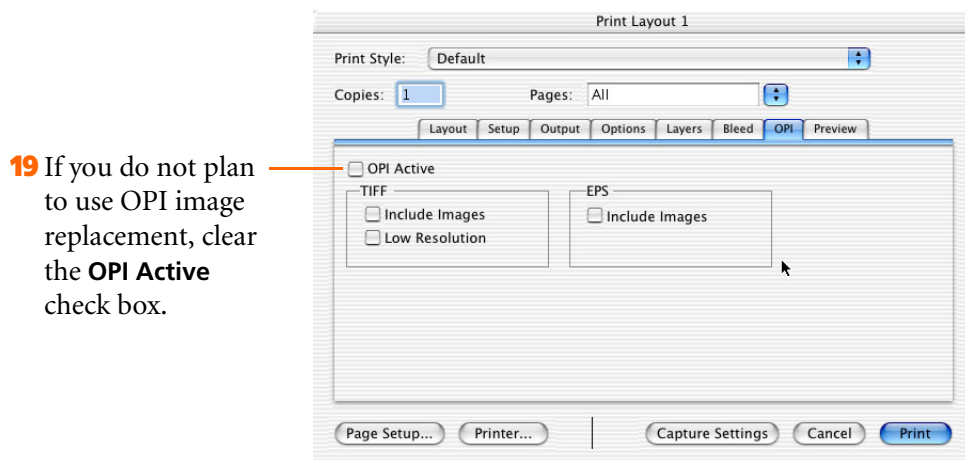 Print Layout 1
Print Style: Default
Copies: 1 Pages: All
Layout Setup Output Options Layers Bleed OPI Preview
19 If you do not plan
to use OPI image
replacement, clear
the OPI Active
check box.
OPI Active
TIFF EPS
Include Images Include Images
Low Resolution
Page Setup... Printer... Capture Settings Cancel Print